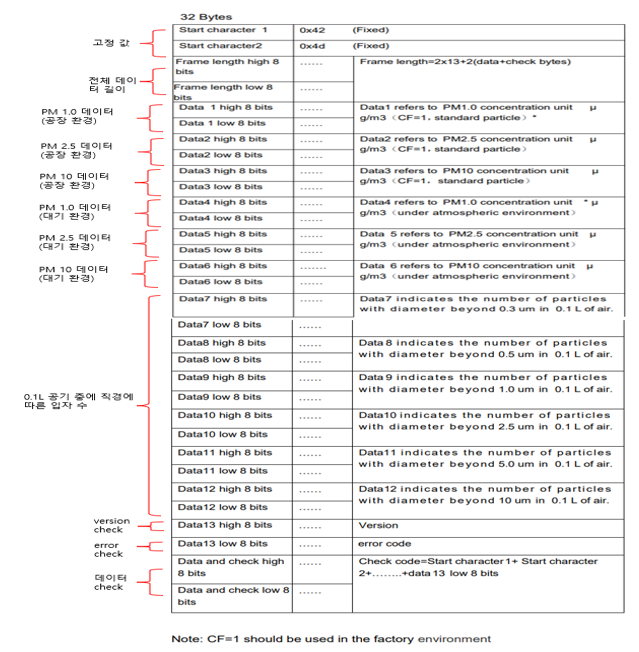 32 Bytes
고정 값
Start character 1 0x42 (Fixed)
Start character2 0x4d (Fixed)
전체 데이
터 길이
Frame length high 8
bits
......
Frame length=2x13+2(data+check bytes)
Frame length low 8
bits
......
PM 1.0 데이터
(공장 환경)
Data 1 high 8 bits ...... Data1 refers to PM1.0 concentration unit μ
Data 1 low 8 bits ...... g/m3（CF=1，standard particle）*
PM 2.5 데이터
(공장 환경)
Data2 high 8 bits ...... Data2 refers to PM2.5 concentration unit μ
Data2 low 8 bits ...... g/m3（CF=1，standard particle）
PM 10 데이터
(공장 환경)
Data3 high 8 bits ...... Data3 refers to PM10 concentration unit μ
Data3 low 8 bits ...... g/m3（CF=1，standard particle）
PM 1.0 데이터
(대기 환경)
Data4 high 8 bits ...... Data4 refers to PM1.0 concentration unit * μ
Data4 low 8 bits ...... g/m3（under atmospheric environment）
PM 2.5 데이터
(대기 환경)
Data5 high 8 bits ...... Data 5 refers to PM2.5 concentration unit μ
Data5 low 8 bits ...... g/m3（under atmospheric environment）
PM 10 데이터
(대기 환경)
Data6 high 8 bits ....... Data 6 refers to PM10 concentration unit μ
Data6 low 8 bits ...... g/m3（under atmospheric environment）
0.1L 공기 중에 직경에
따른 입자 수
Data7 high 8 bits ...... Data7 indicates the number of particles
with diameter beyond 0.3 um in 0.1 L of air.
Data7 low 8 bits ......
Data8 high 8 bits ...... Data 8 indicates the number of particles
Data8 low 8 bits ...... with diameter beyond 0.5 um in 0.1 L of air.
Data9 high 8 bits ...... Data 9 indicates the number of particles
Data9 low 8 bits ...... with diameter beyond 1.0 um in 0.1 L of air.
Data10 high 8 bits ...... Data10 indicates the number of particles
Data10 low 8 bits ...... with diameter beyond 2.5 um in 0.1 L of air.
Data11 high 8 bits ...... Data11 indicates the number of particles
Data11 low 8 bits ...... with diameter beyond 5.0 um in 0.1 L of air.
Data12 high 8 bits ...... Data12 indicates the number of particles
Data12 low 8 bits ...... with diameter beyond 10 um in 0.1 L of air.
version
check
Data13 high 8 bits ...... Version
error
check
Data13 low 8 bits ...... error code
데이터
check
Data and check high
8 bits
......
Check code=Start character 1+ Start character
2+........+data 13 low 8 bits
Data and check low 8
bits
......
Note: CF=1 should be used in the factory environment